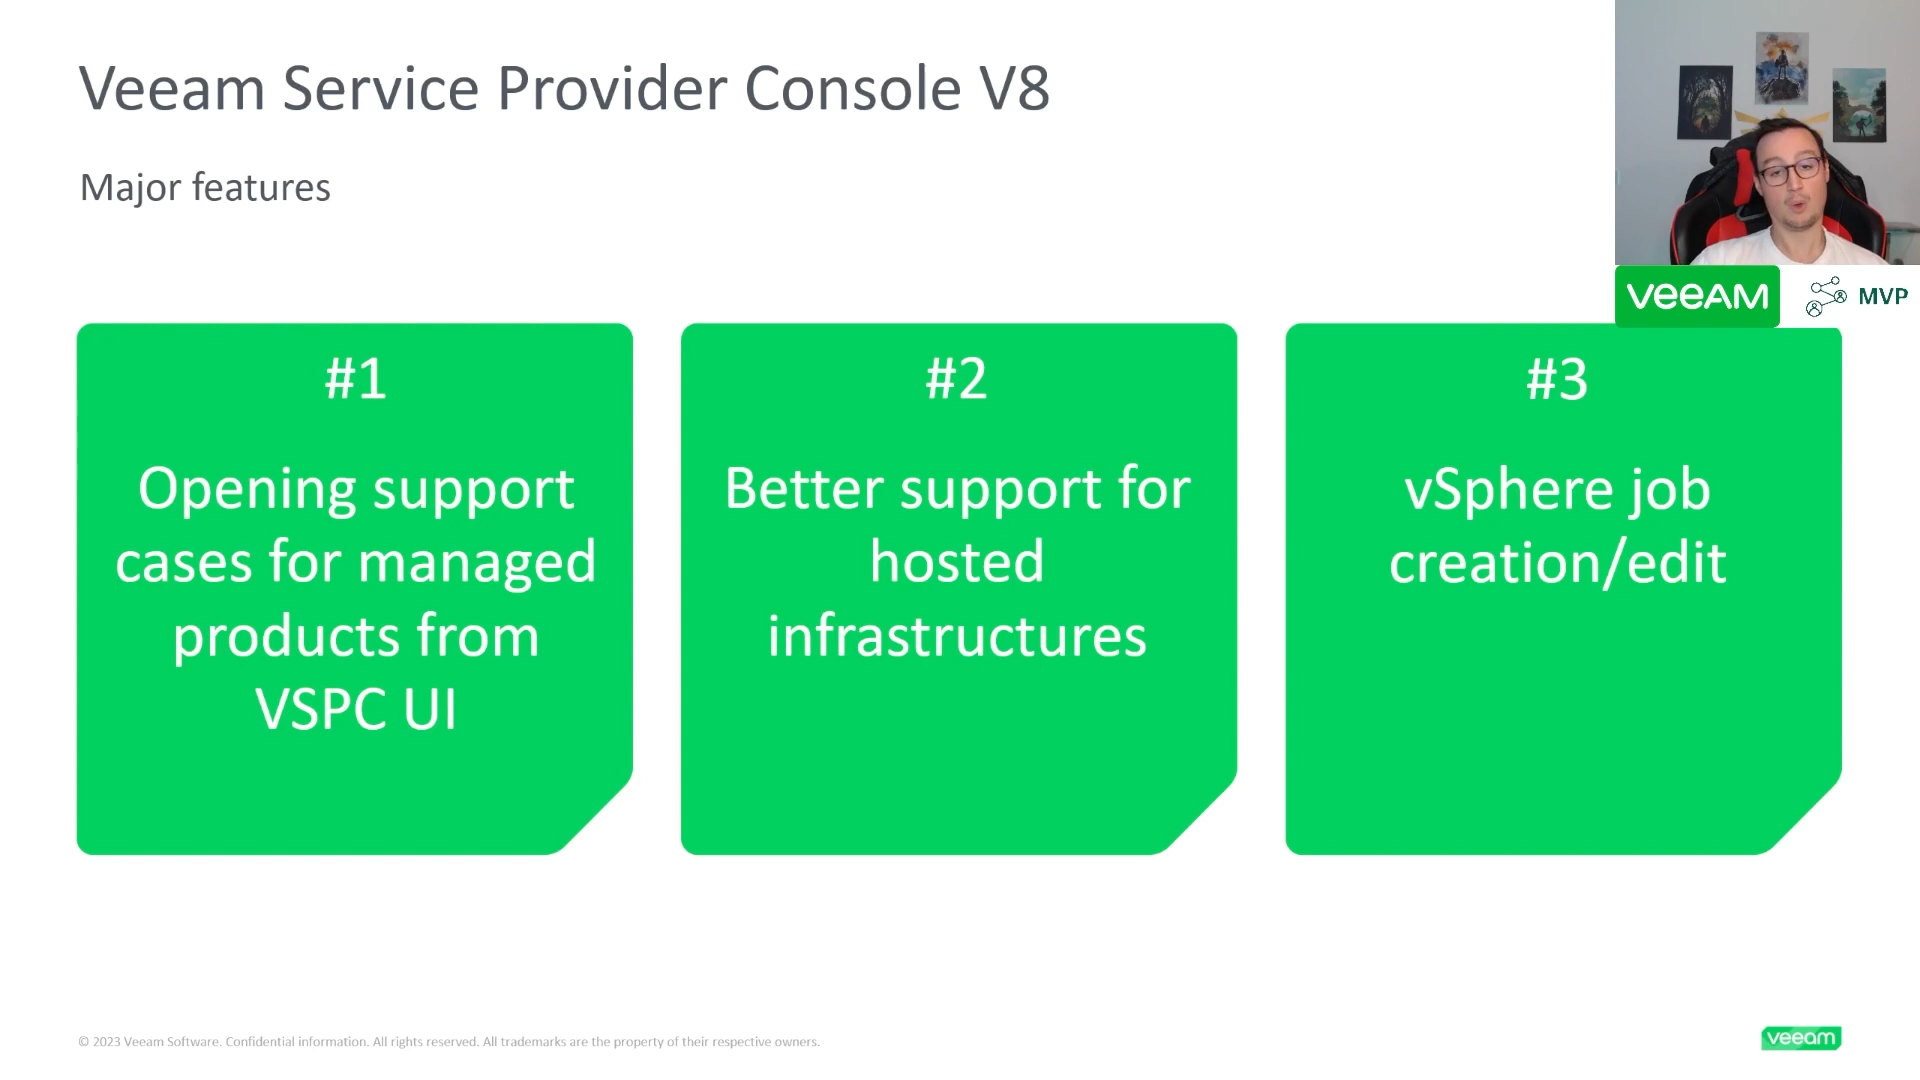 Veeam Service Provider Console V8
Major features
veeAM
MVP
#1
Opening support
cases for managed
products from
VSPC UI
#2
Better support for
hosted
infrastructures
#3
vSphere job
creation/edit
© 2023 Veeam Software. Confidential information. All rights reserved. All trademarks are the property of their respective owners.
veeam